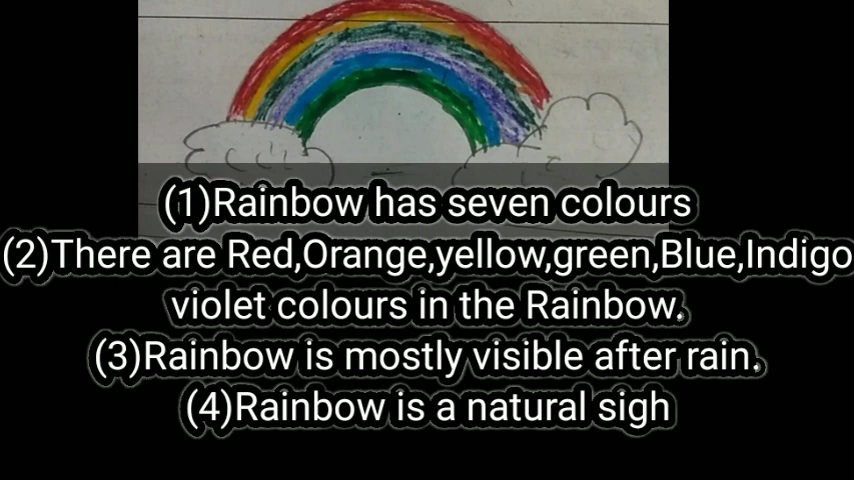 (1)Rainbow has seven colours
(2)There are Red,Orange,yellow,green,Blue,Indigo
violet colours in the Rainbow.
(3)Rainbow is mostly visible after rain.
(4)Rainbow is a natural sigh